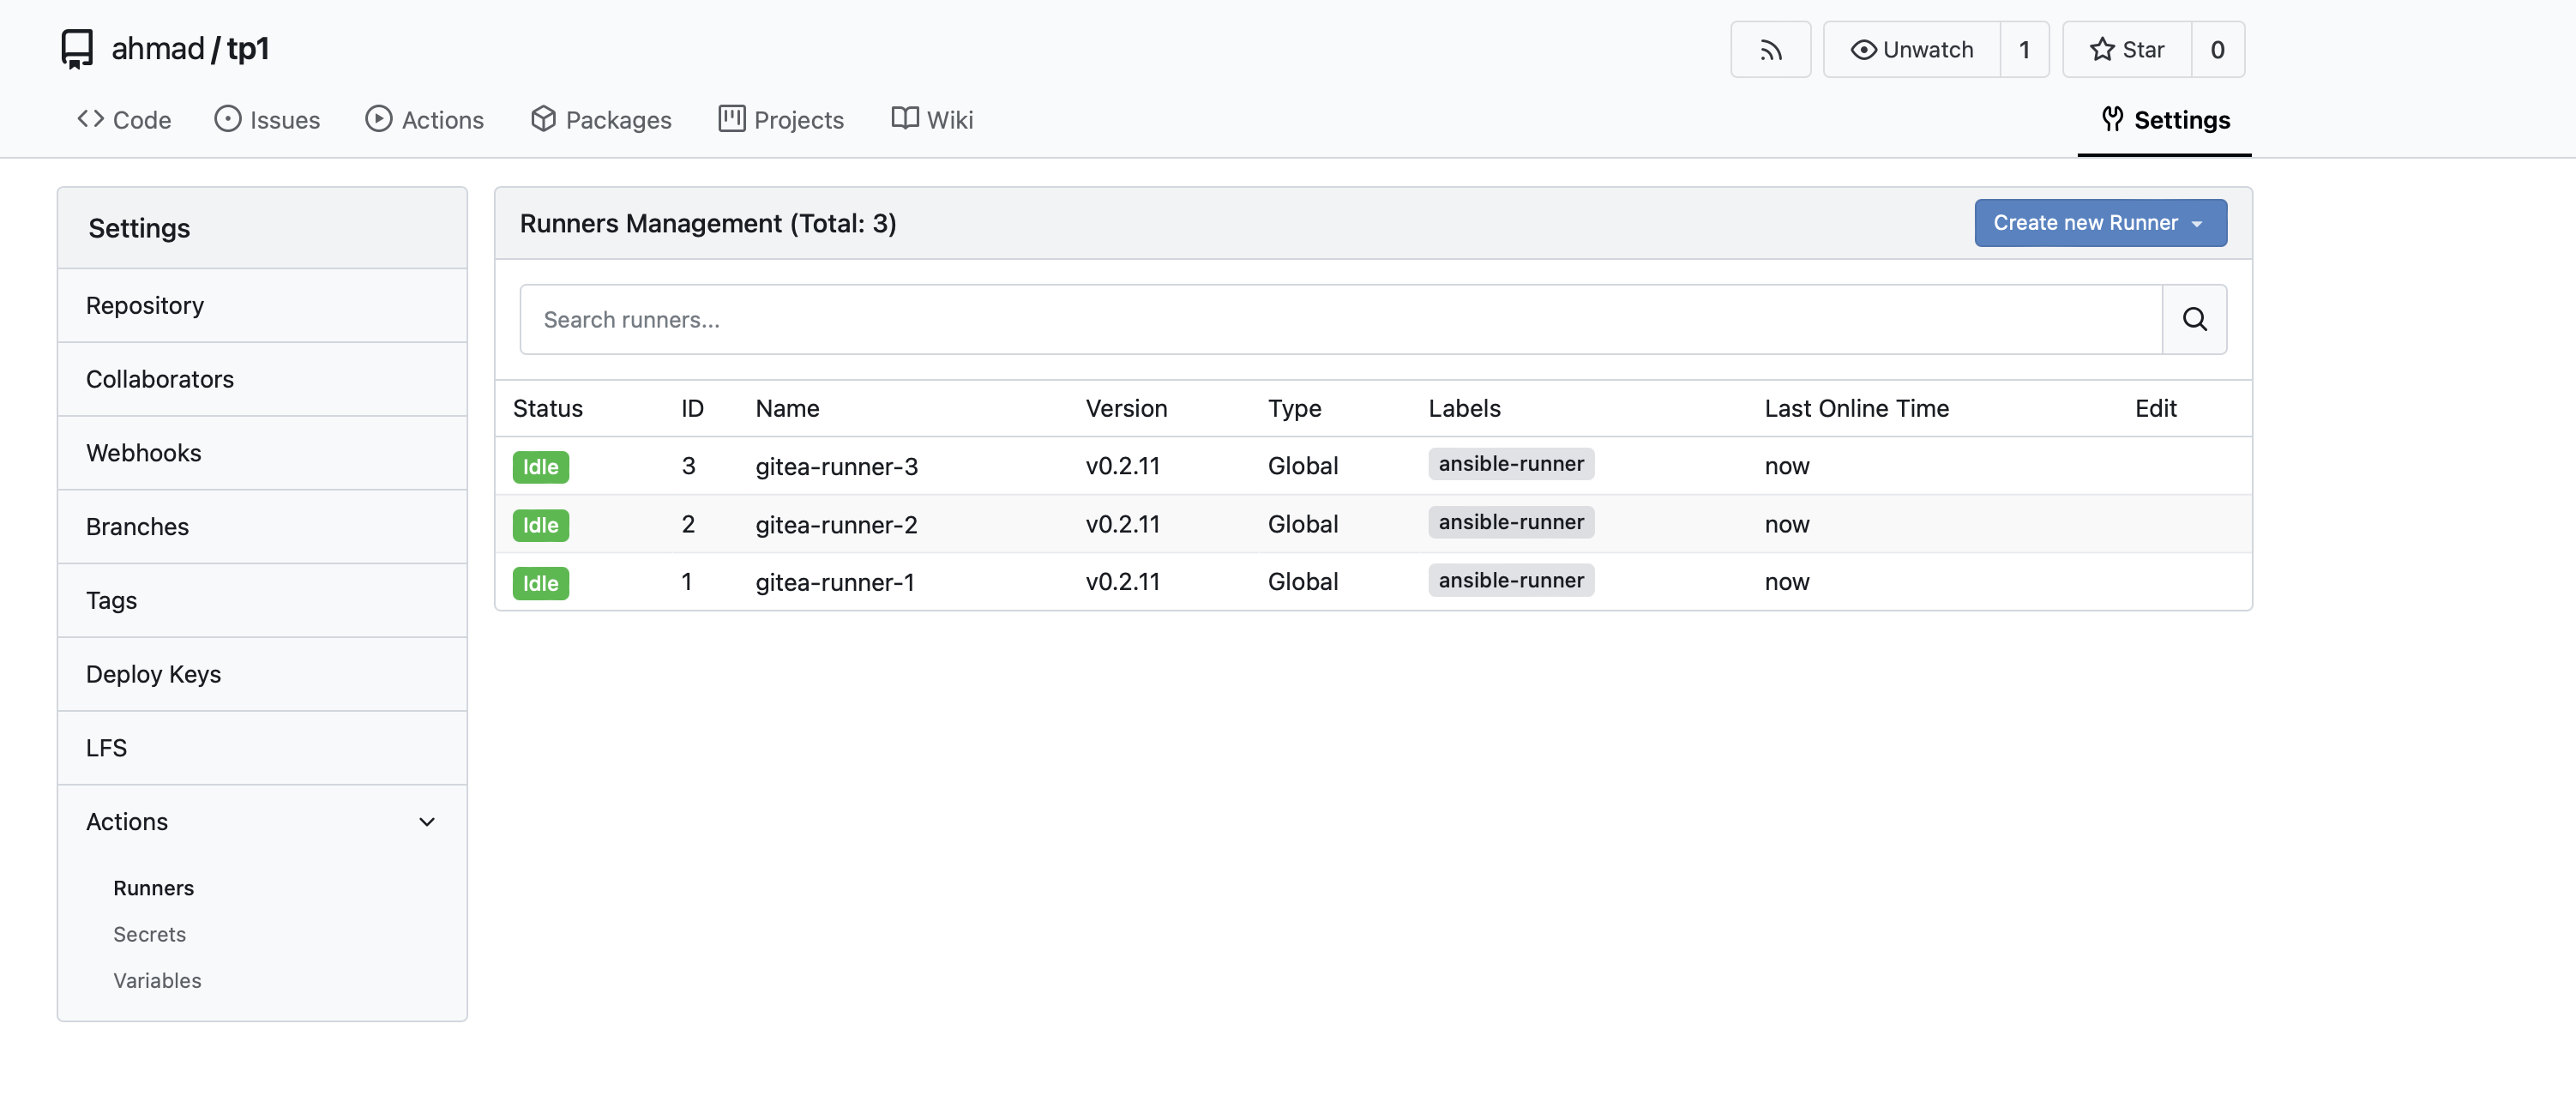 ahmad / tp1
Unwatch 1 Star 0
Code Issues Actions Packages Projects Wiki Settings
Settings
Repository
Collaborators
Webhooks
Branches
Tags
Deploy Keys
LFS
Actions
Runners
Secrets
Variables
Runners Management (Total: 3) Create new Runner
Search runners...
Status ID Name Version Type Labels Last Online Time Edit
Idle 3 gitea-runner-3 v0.2.11 Global ansible-runner now
Idle 2 gitea-runner-2 v0.2.11 Global ansible-runner now
Idle 1 gitea-runner-1 v0.2.11 Global ansible-runner now